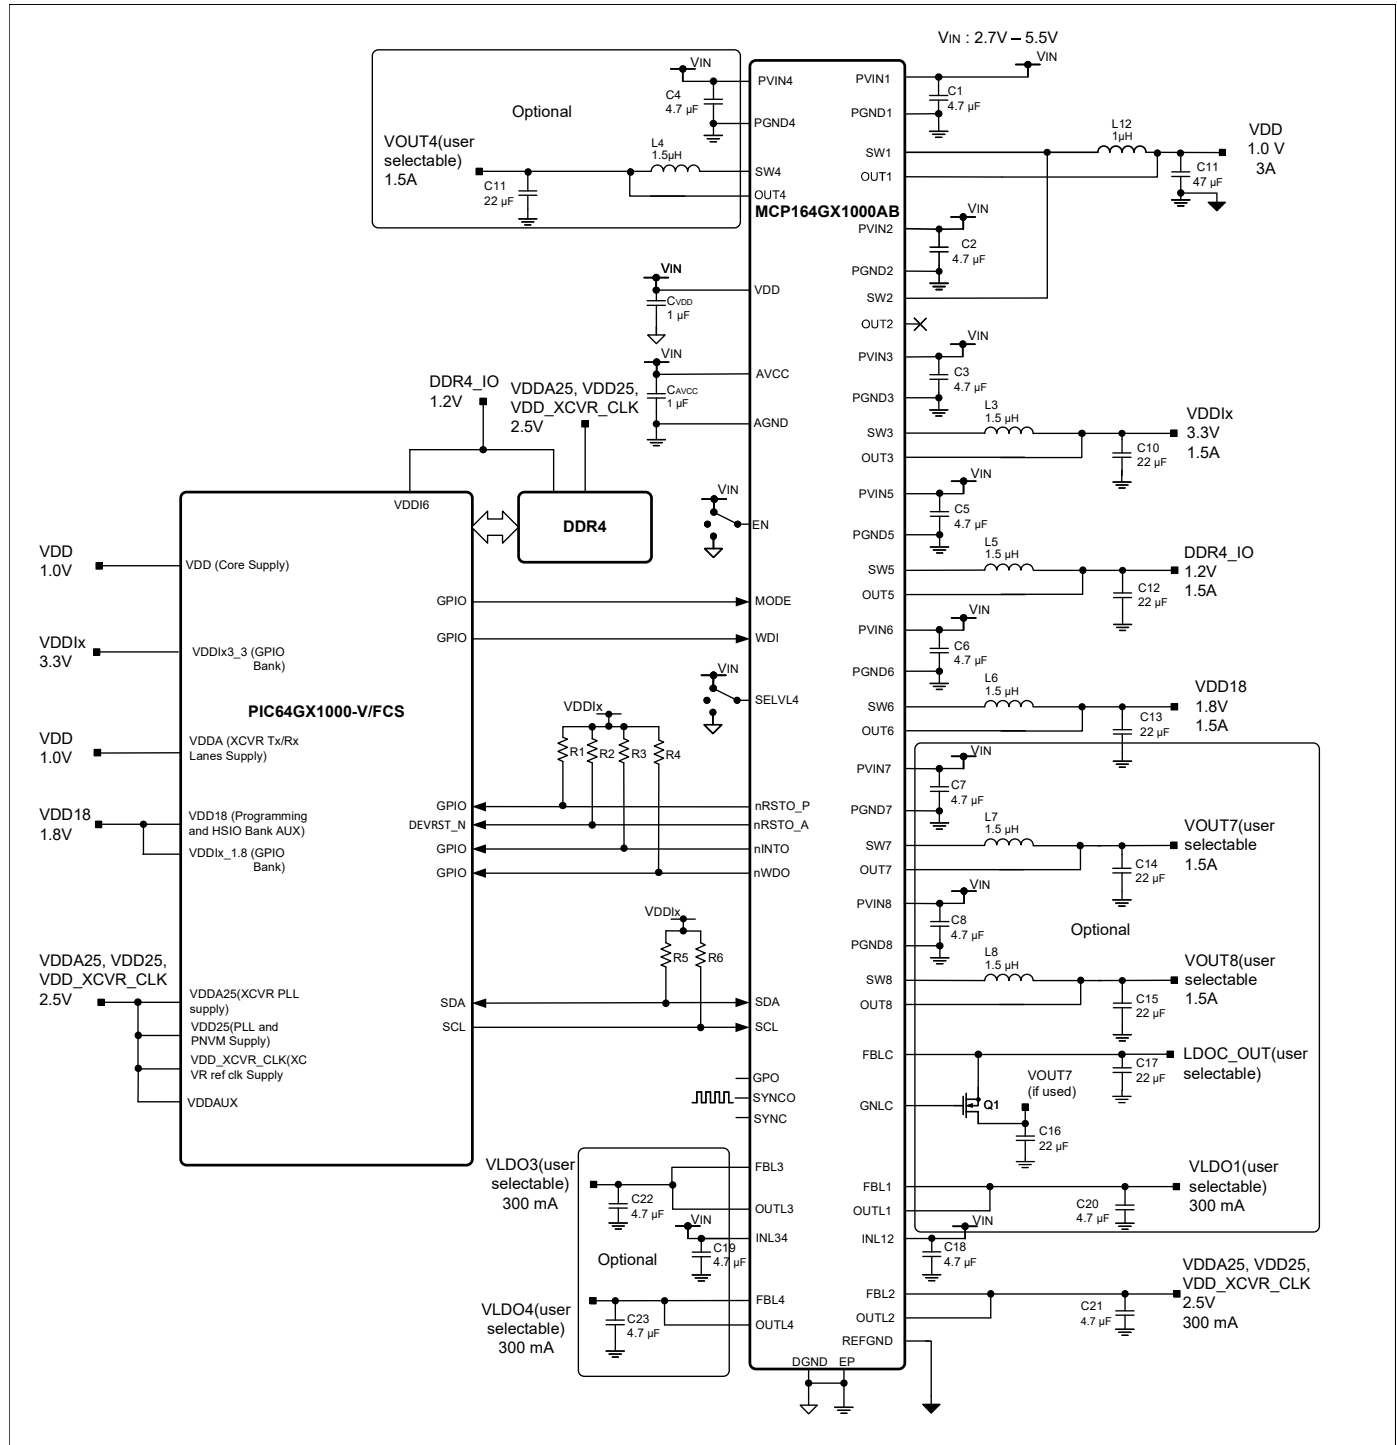 VIN : 2.7V – 5.5V
VIN
VIN
PVIN4
PVIN1
C4
4.7 µF
C1
4.7 µF
Optional
PGND4
PGND1
VOUT4(user
selectable)
1.5A
L4
1.5µH
SW4
C11
22 µF
OUT4
L12
1µH
VDD
1.0 V
3A
SW1
OUT1
C11
47 µF
MCP164GX1000AB
VIN
PVIN2
C2
4.7 µF
PGND2
VIN
VDD
CVDD
1 µF
SW2
OUT2
VIN
PVIN3
C3
4.7 µF
PGND3
VIN
AVCC
CAVCC
1 µF
AGND
DDR4_IO
1.2V
VDDA25, VDD25,
VDD_XCVR_CLK
2.5V
L3
1.5 µH
VDDIx
3.3V
1.5A
SW3
OUT3
C10
22 µF
VIN
PVIN5
C5
4.7 µF
PGND5
VDDI6
DDR4
VIN
EN
VDD
1.0V
VDD (Core Supply)
L5
1.5 µH
DDR4_IO
1.2V
1.5A
SW5
OUT5
C12
22 µF
GPIO
MODE
GPIO
WDI
VIN
PVIN6
C6
4.7 µF
PGND6
VDDIx
3.3V
VDDIx3_3 (GPIO
Bank)
VIN
SELVL4
L6
1.5 µH
VDD18
1.8V
1.5A
SW6
OUT6
C13
22 µF
PIC64GX1000-V/FCS
VDDIx
R1
R2
R3
R4
VDD
1.0V
VDDA (XCVR Tx/Rx
Lanes Supply)
VIN
PVIN7
C7
4.7 µF
PGND7
VDD18
1.8V
VDD18 (Programming
and HSIO Bank AUX)
VDDIx_1.8 (GPIO
Bank)
GPIO
nRSTO_P
DEVRST_N
nRSTO_A
GPIO
nINTO
GPIO
nWDO
L7
1.5 µH
VOUT7(user
selectable
1.5A
SW7
OUT7
C14
22 µF
VIN
PVIN8
C8
4.7 µF
PGND8
Optional
VDDIx
R5
R6
L8
1.5 µH
VOUT8(user
selectable
1.5A
SW8
OUT8
C15
22 µF
VDDA25, VDD25,
VDD_XCVR_CLK
2.5V
VDDA25(XCVR PLL
supply)
VDD25(PLL and
PNVM Supply)
VDD_XCVR_CLK(XC
VR ref clk Supply
VDDAUX
SDA
SDA
SCL
SCL
FBLC
C17
22 µF
LDOC_OUT(user
selectable)
GPO
SYNCO
SYNC
GNLC
Q1
VOUT7
(if used)
C16
22 µF
VLDO3(user
selectable)
300 mA
FBL3
C22
4.7 µF
OUTL3
VIN
INL34
C19
4.7 µF
Optional
FBL1
OUTL1
C20
4.7 µF
VLDO1(user
selectable)
300 mA
VIN
INL12
C18
4.7 µF
VLDO4(user
selectable)
300 mA
FBL4
C23
4.7 µF
OUTL4
FBL2
OUTL2
C21
4.7 µF
VDDA25, VDD25,
VDD_XCVR_CLK
2.5V
300 mA
REFGND
DGND
EP